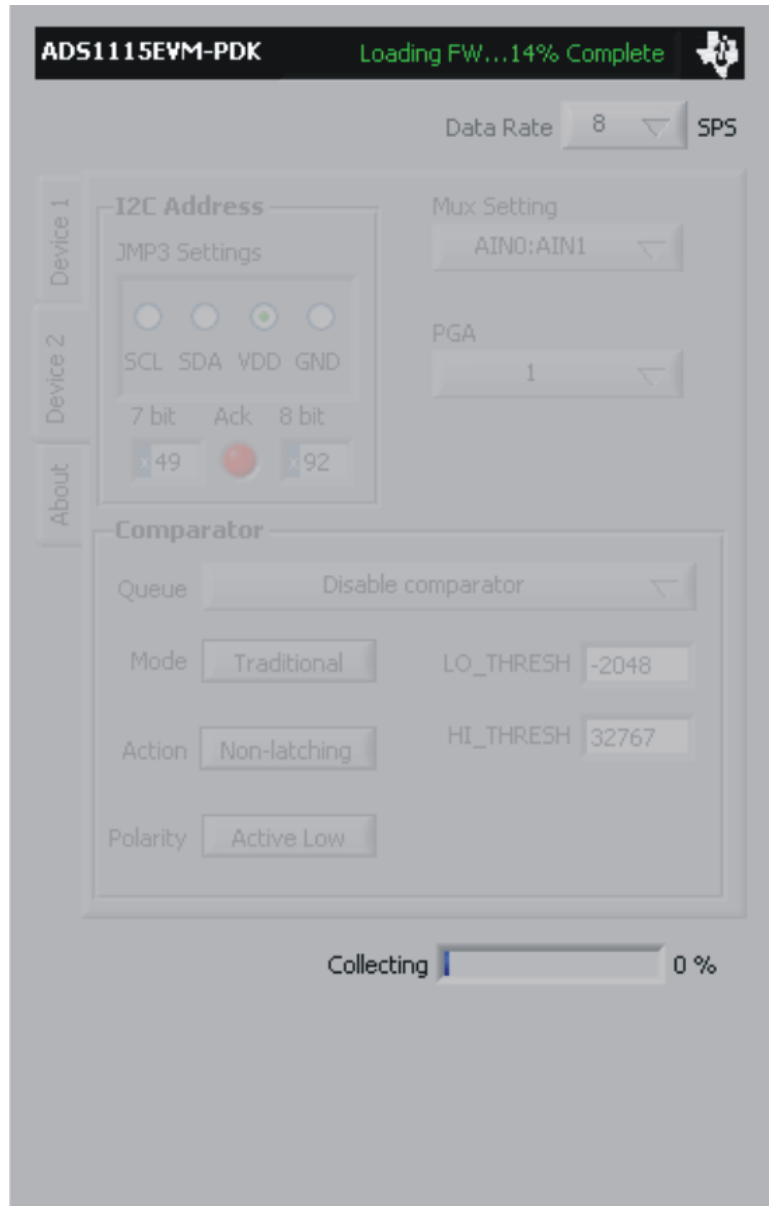 ADS1115EVM-PDK Loading FW...14% Complete
Data Rate 8 SPS
Device 1
Device 2
About
I2C Address
JMP3 Settings
SCL SDA VDD GND
7 bit Ack 8 bit
x 49 x 92
Mux Setting
AIN0:AIN1
PGA
1
Comparator
Queue Disable comparator
Mode Traditional LO_THRESH -2048
Action Non-latching HI_THRESH 32767
Polarity Active Low
Collecting 0 %